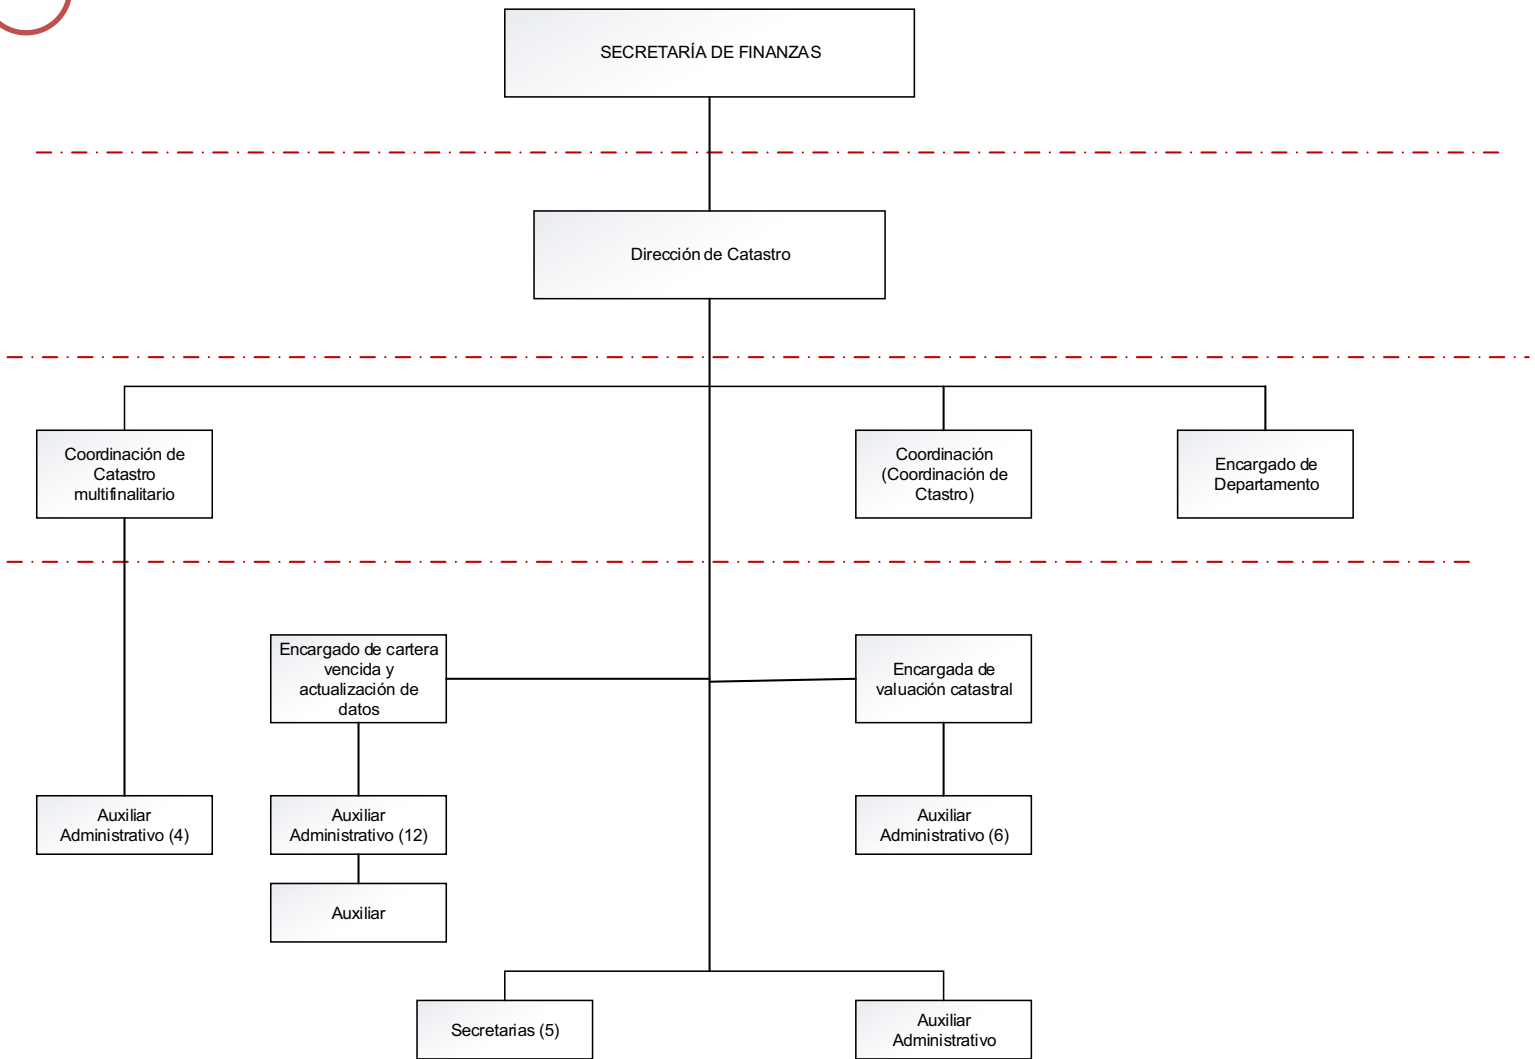 SECRETARÍA DE FINANZAS
Dirección de Catastro
Coordinación de
Catastro
multifinalitario
Coordinación
(Coordinación de
Ctastro)
Encargado de
Departamento
Encargado de cartera
vencida y
actualización de
datos
Encargada de
valuación catastral
Auxiliar
Administrativo (4)
Auxiliar
Administrativo (12)
Auxiliar
Administrativo (6)
Auxiliar
Secretarias (5)
Auxiliar
Administrativo